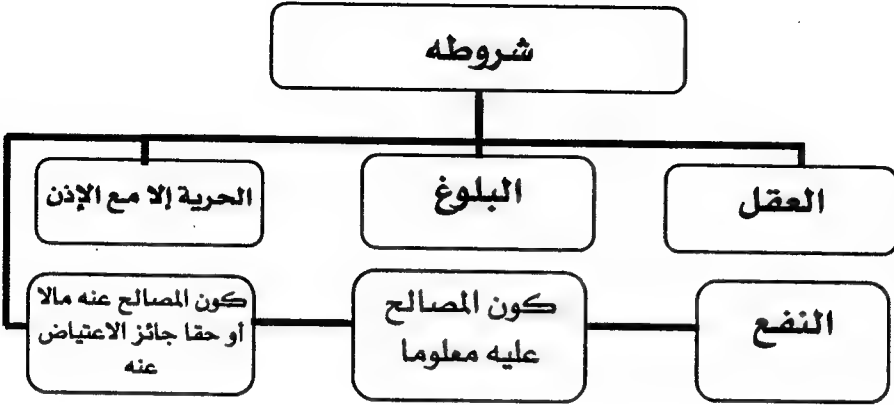 شروطه
العقل
البلوغ
الحرية إلا مع الإذن
النفع
كون المصالح
عليه معلوما
كون المصالح عنه مالا
أو حقا جائز الاعتياض
عنه